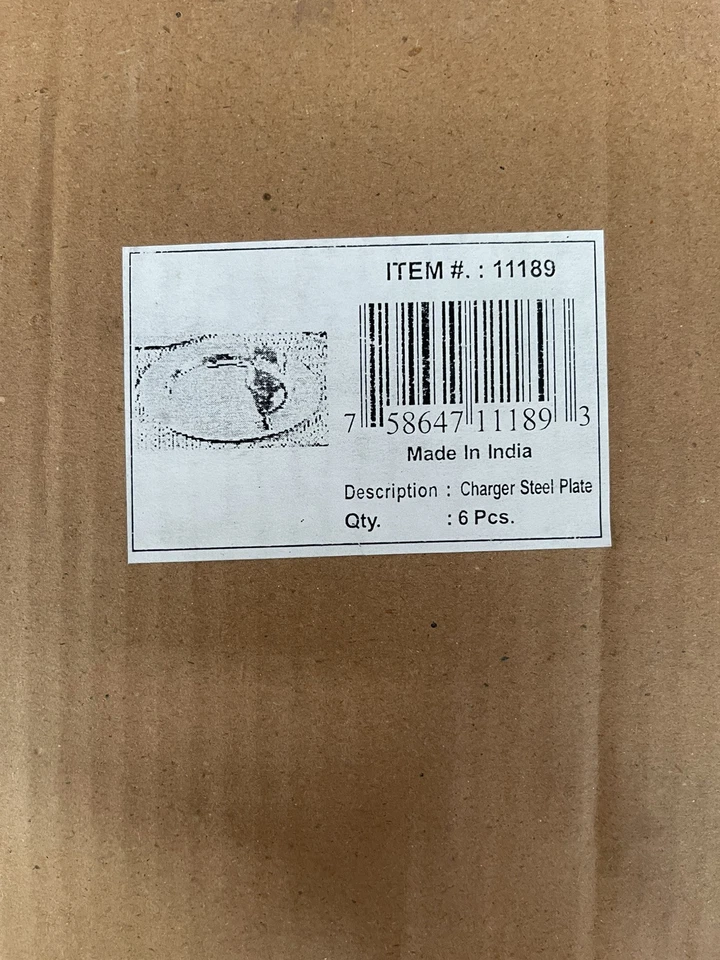 ITEM #. : 11189
7 58647 11189 3
Made In India
Description : Charger Steel Plate
Qty. : 6 Pcs.